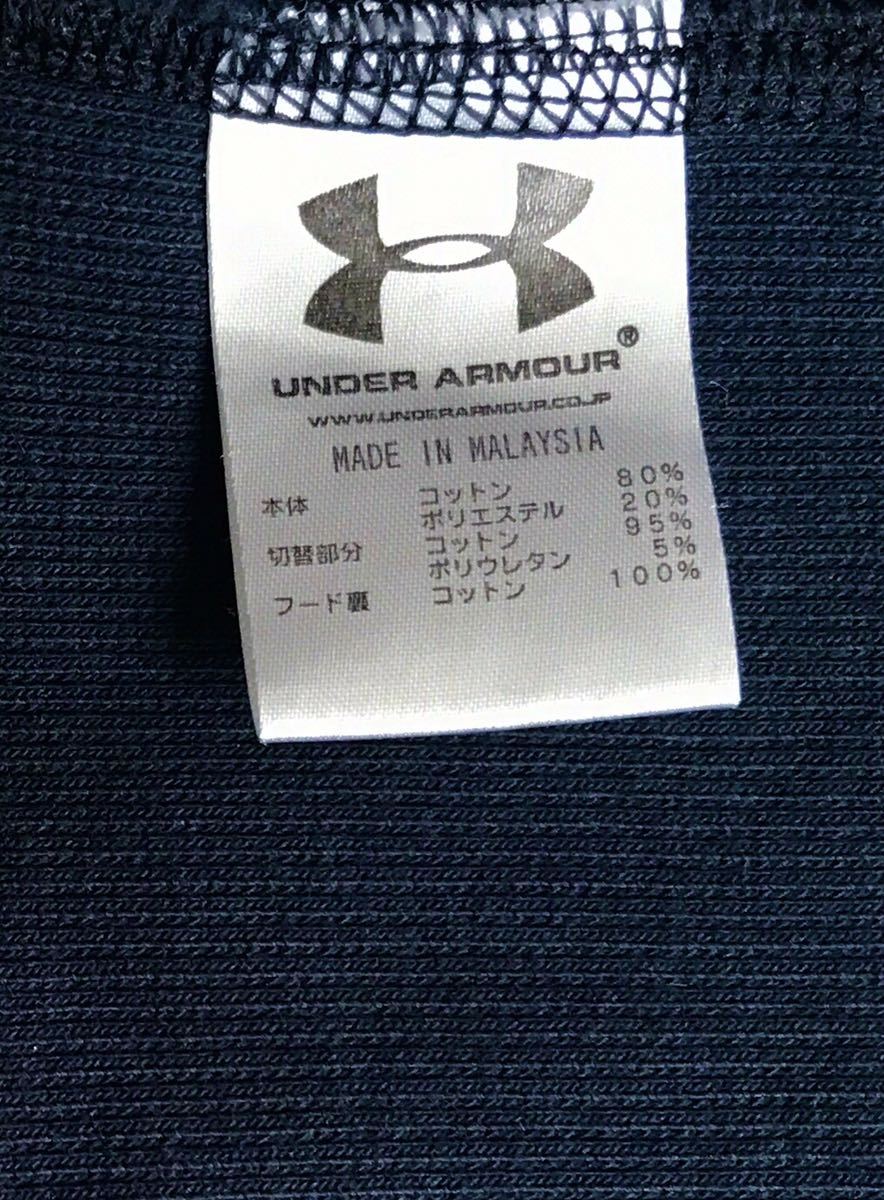 UNDER ARMOUR®
WWW.UNDERARMOUR.CO.JP
MADE IN MALAYSIA
本体 コットン 80%
ポリエステル 20%
切替部分 コットン 95%
ポリウレタン 5%
フード裏 コットン 100%